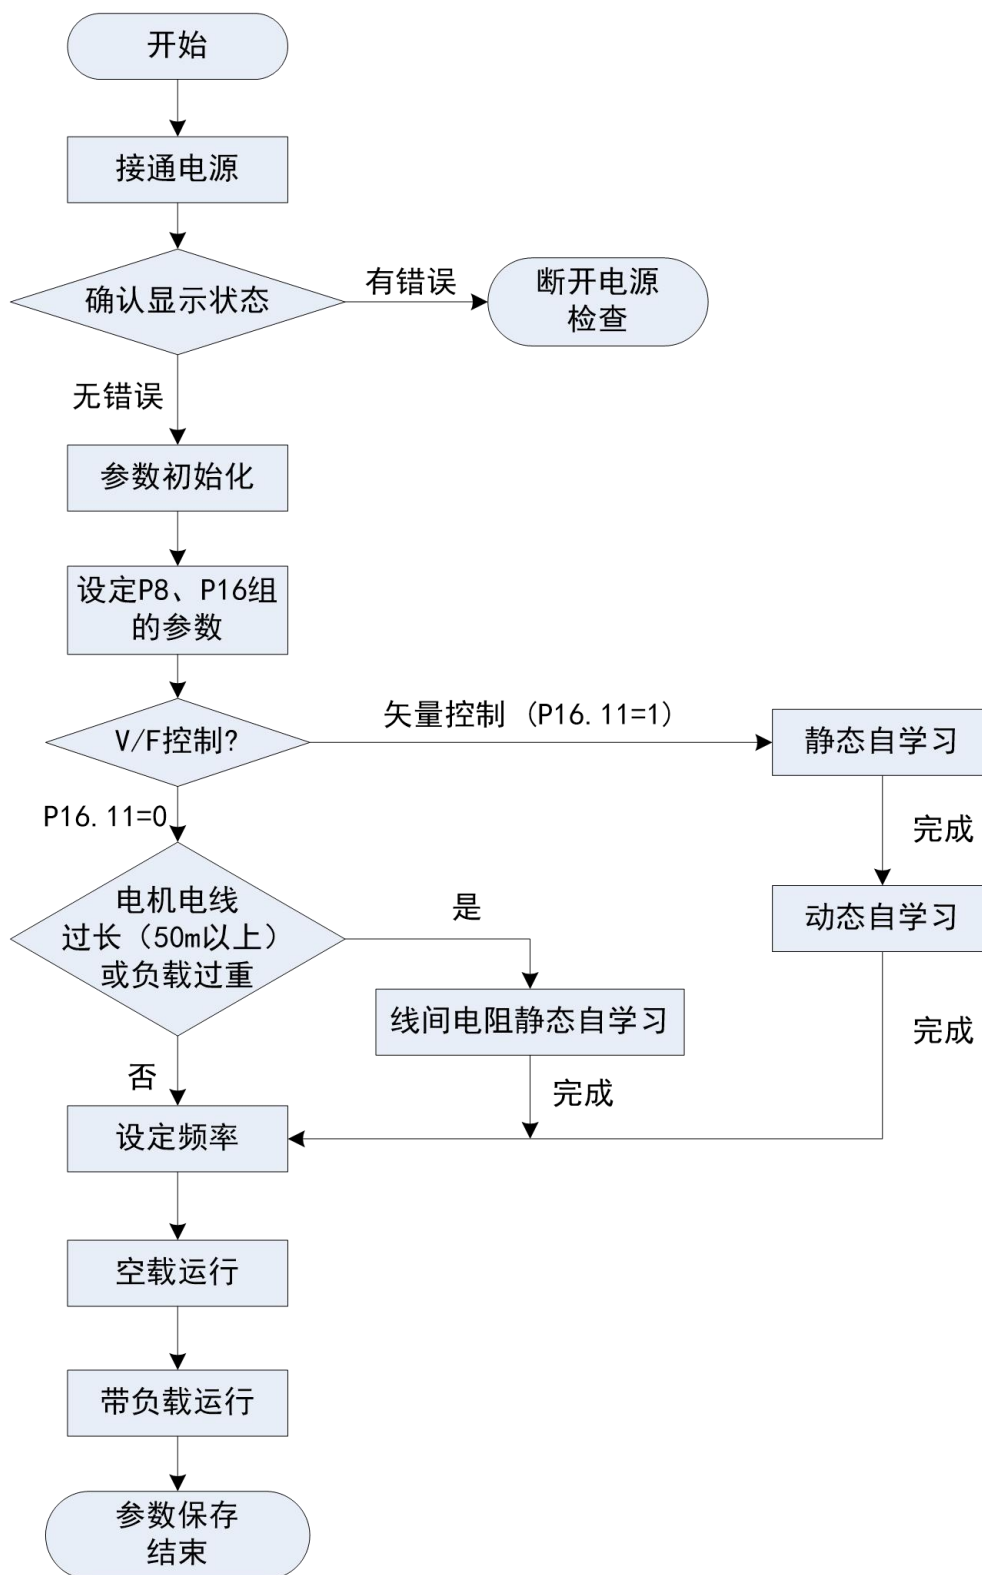 开始
接通电源
确认显示状态
有错误
断开电源
检查
无错误
参数初始化
设定P8、P16组
的参数
V/F控制?
矢量控制 (P16.11=1)
静态自学习
P16.11=0
完成
电机电线
过长（50m以上）
或负载过重
是
动态自学习
线间电阻静态自学习
完成
否
完成
设定频率
空载运行
带负载运行
参数保存
结束